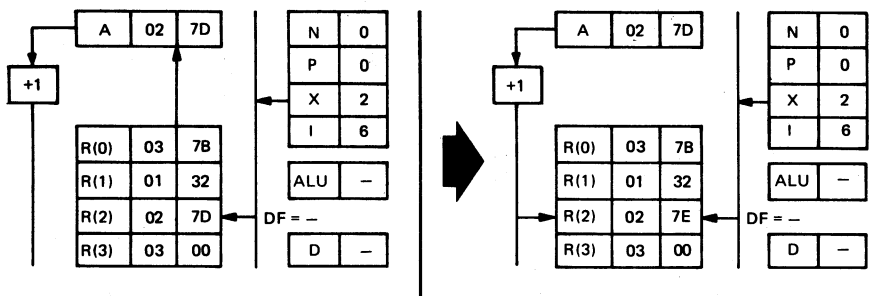 A 02 7D
+1
N 0
P 0
X 2
I 6
R(0) 03 7B
R(1) 01 32
R(2) 02 7D
R(3) 03 00
ALU –
DF = –
D –
A 02 7D
+1
N 0
P 0
X 2
I 6
R(0) 03 7B
R(1) 01 32
R(2) 02 7E
R(3) 03 00
ALU –
DF = –
D –